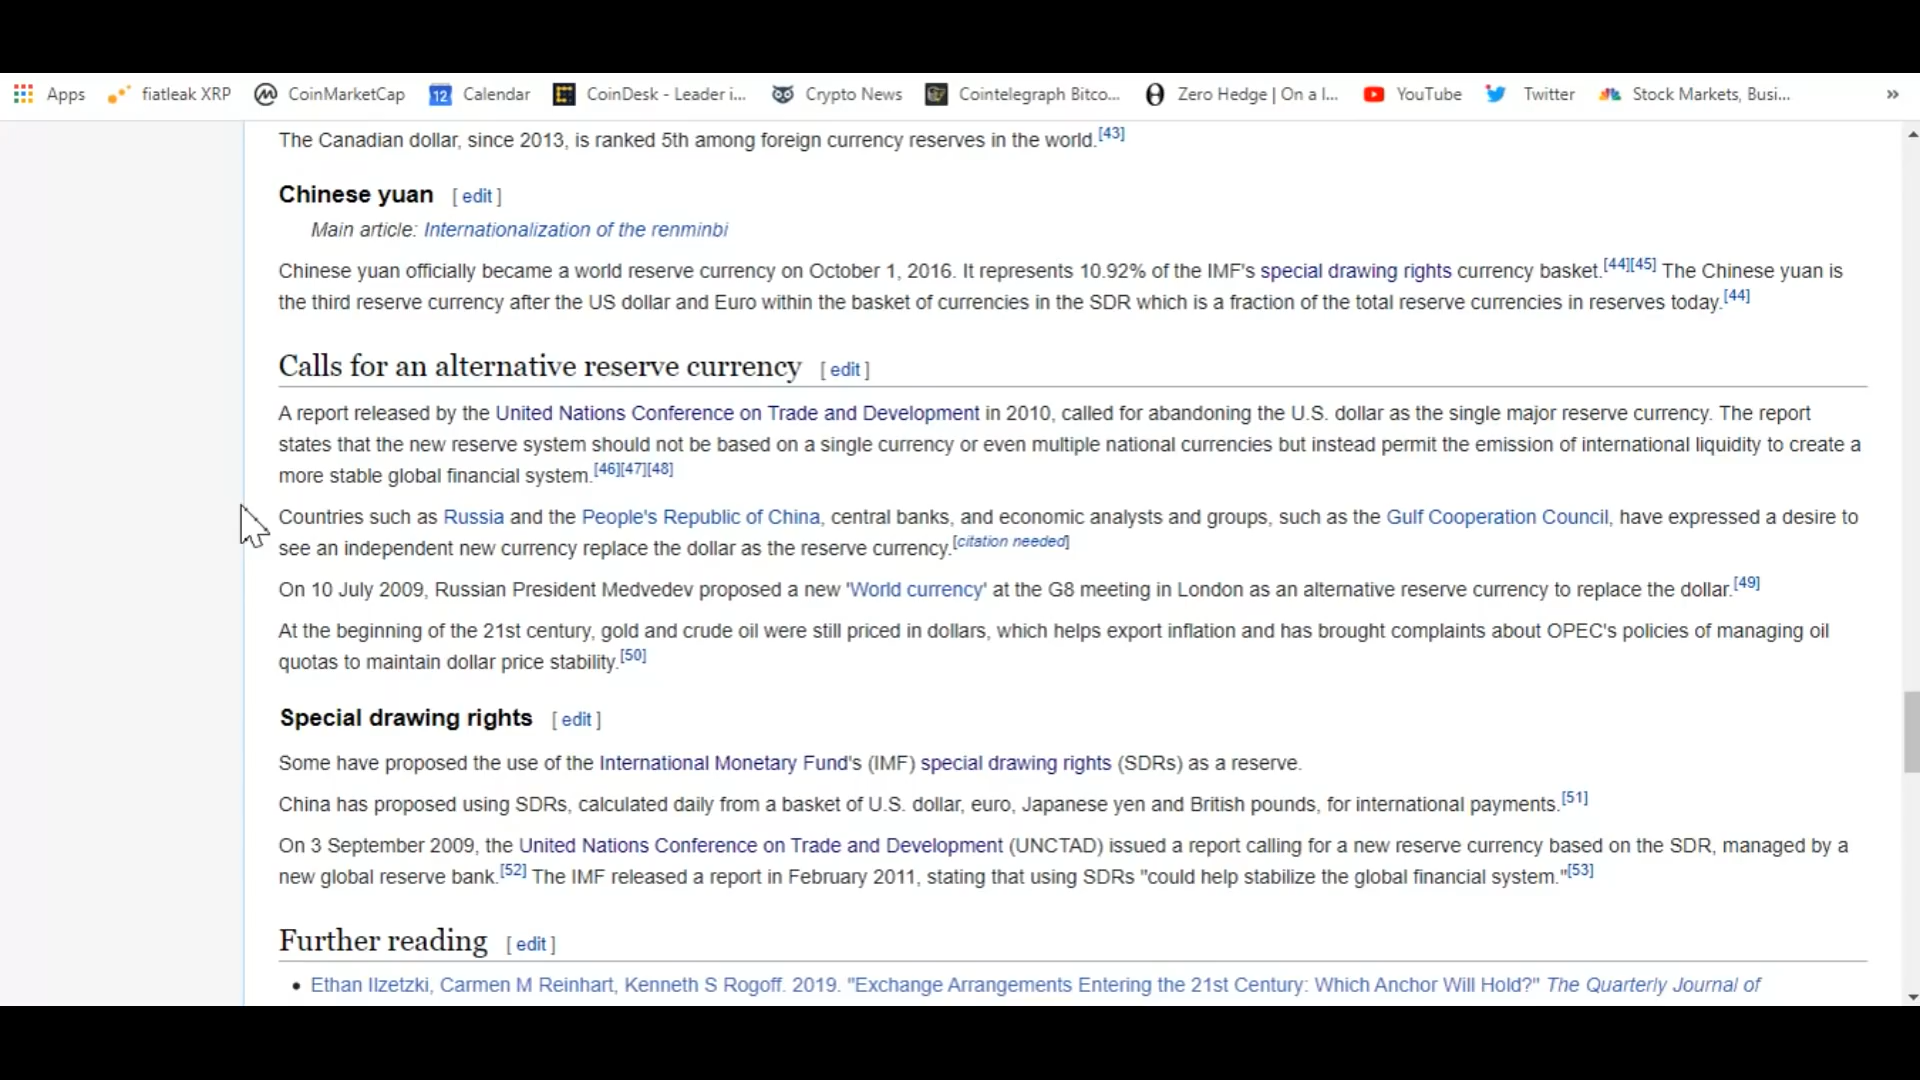 Apps fiatleak XRP CoinMarketCap 12 Calendar CoinDesk - Leader i... Crypto News Cointelegraph Bitco... Zero Hedge | On a l... YouTube Twitter Stock Markets, Busi... »
The Canadian dollar, since 2013, is ranked 5th among foreign currency reserves in the world.[43]
Chinese yuan [ edit ]
Main article: Internationalization of the renminbi
Chinese yuan officially became a world reserve currency on October 1, 2016. It represents 10.92% of the IMF's special drawing rights currency basket.[44][45] The Chinese yuan is
the third reserve currency after the US dollar and Euro within the basket of currencies in the SDR which is a fraction of the total reserve currencies in reserves today.[44]
Calls for an alternative reserve currency [ edit ]
A report released by the United Nations Conference on Trade and Development in 2010, called for abandoning the U.S. dollar as the single major reserve currency. The report
states that the new reserve system should not be based on a single currency or even multiple national currencies but instead permit the emission of international liquidity to create a
more stable global financial system.[46][47][48]
Countries such as Russia and the People's Republic of China, central banks, and economic analysts and groups, such as the Gulf Cooperation Council, have expressed a desire to
see an independent new currency replace the dollar as the reserve currency.[citation needed]
On 10 July 2009, Russian President Medvedev proposed a new 'World currency' at the G8 meeting in London as an alternative reserve currency to replace the dollar.[49]
At the beginning of the 21st century, gold and crude oil were still priced in dollars, which helps export inflation and has brought complaints about OPEC's policies of managing oil
quotas to maintain dollar price stability.[50]
Special drawing rights [ edit ]
Some have proposed the use of the International Monetary Fund's (IMF) special drawing rights (SDRs) as a reserve.
China has proposed using SDRs, calculated daily from a basket of U.S. dollar, euro, Japanese yen and British pounds, for international payments.[51]
On 3 September 2009, the United Nations Conference on Trade and Development (UNCTAD) issued a report calling for a new reserve currency based on the SDR, managed by a
new global reserve bank.[52] The IMF released a report in February 2011, stating that using SDRs "could help stabilize the global financial system."[53]
Further reading [ edit ]
• Ethan Ilzetzki, Carmen M Reinhart, Kenneth S Rogoff. 2019. "Exchange Arrangements Entering the 21st Century: Which Anchor Will Hold?" The Quarterly Journal of